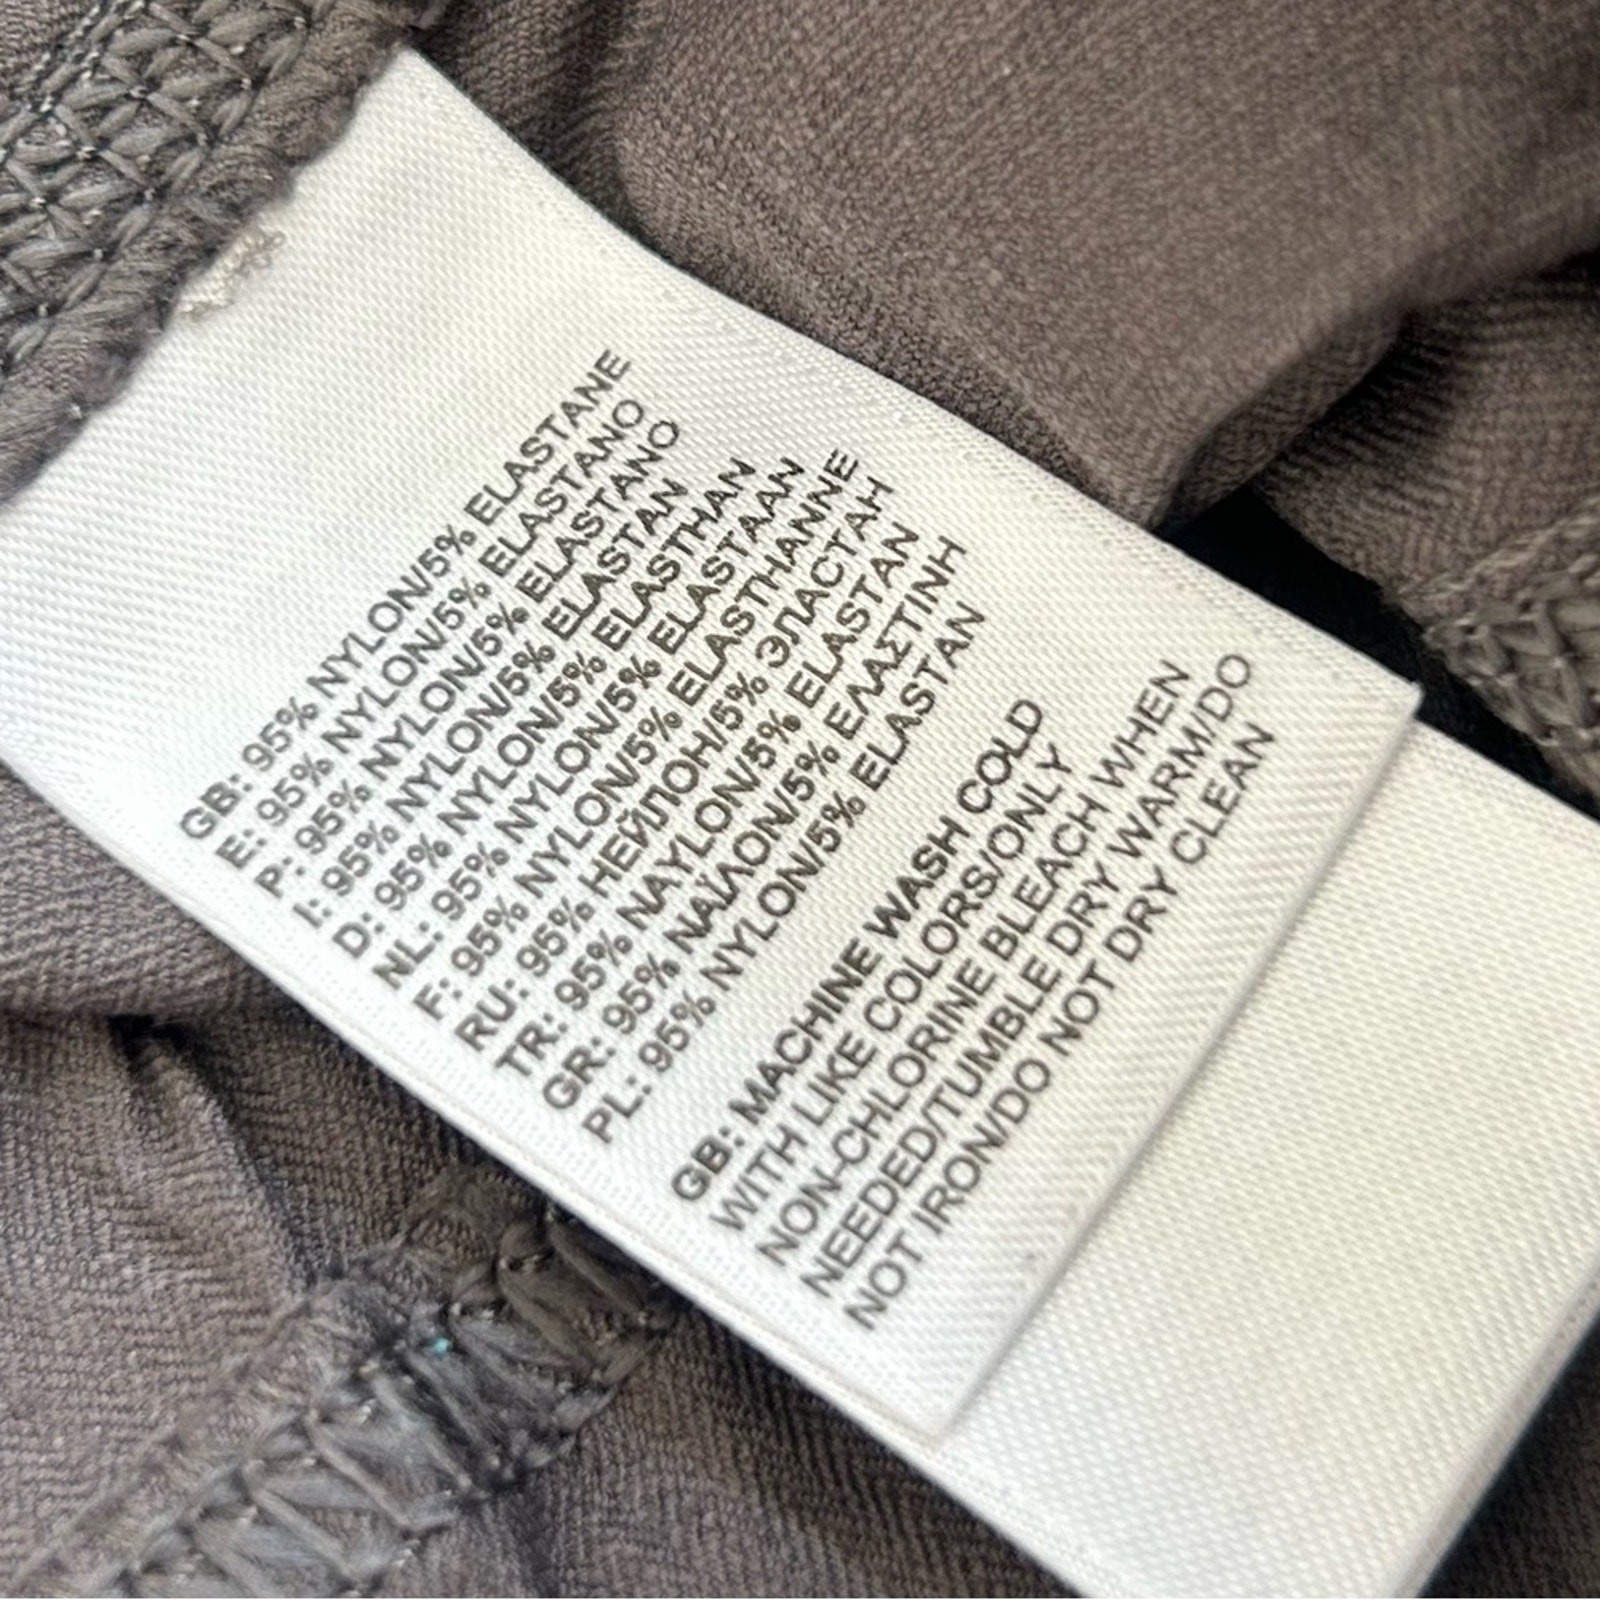 GB: 95% NYLON/5% ELASTANE
E: 95% NYLON/5% ELASTANO
P: 95% NYLON/5% ELASTANO
I: 95% NYLON/5% ELASTAN
D: 95% NYLON/5% ELASTHAN
NL: 95% NYLON/5% ELASTAAN
F: 95% NYLON/5% ELASTHANNE
RU: 95% НЕЙЛОН/5% ЭЛАСТАН
TR: 95% NAYLON/5% ELASTAN
GR: 95% ΝΑΪΛΟΝ/5% ΕΛΑΣΤΙΝΗ
PL: 95% NYLON/5% ELASTAN
GB: MACHINE WASH COLD
WITH LIKE COLORS/ONLY
NON-CHLORINE BLEACH WHEN
NEEDED/TUMBLE DRY WARM/DO
NOT IRON/DO NOT DRY CLEAN